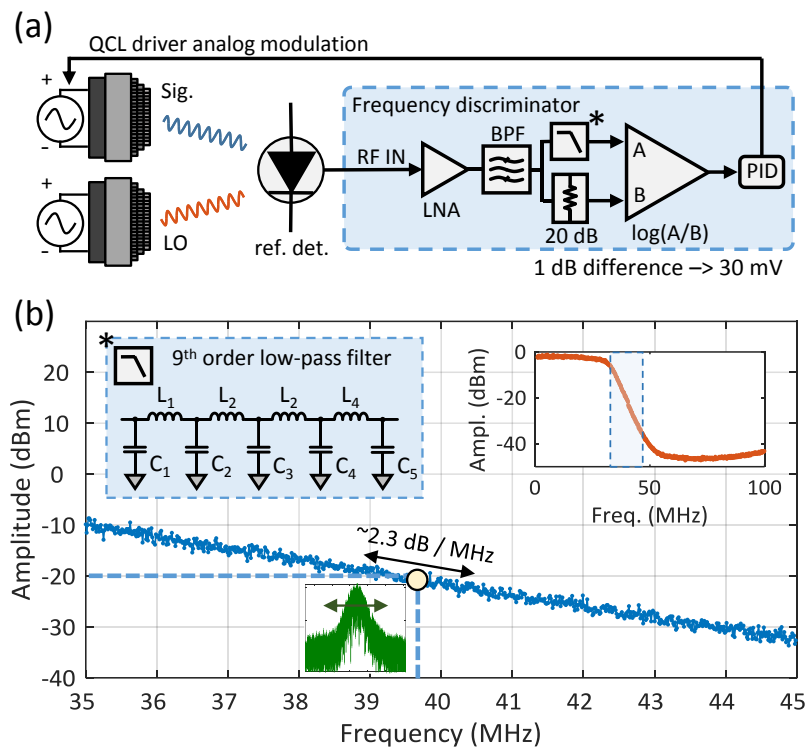 (a)
QCL driver analog modulation
+
-
Sig.
+
-
LO
ref. det.
Frequency discriminator
RF IN
LNA
BPF
*
20 dB
A
B
log(A/B)
PID
1 dB difference –> 30 mV
(b)
*
9th order low-pass filter
L1 L2 L2 L4
C1 C2 C3 C4 C5
Ampl. (dBm)
0
-20
-40
0 50 100
Freq. (MHz)
~2.3 dB / MHz
Amplitude (dBm)
20
10
0
-10
-20
-30
-40
35 36 37 38 39 40 41 42 43 44 45
Frequency (MHz)